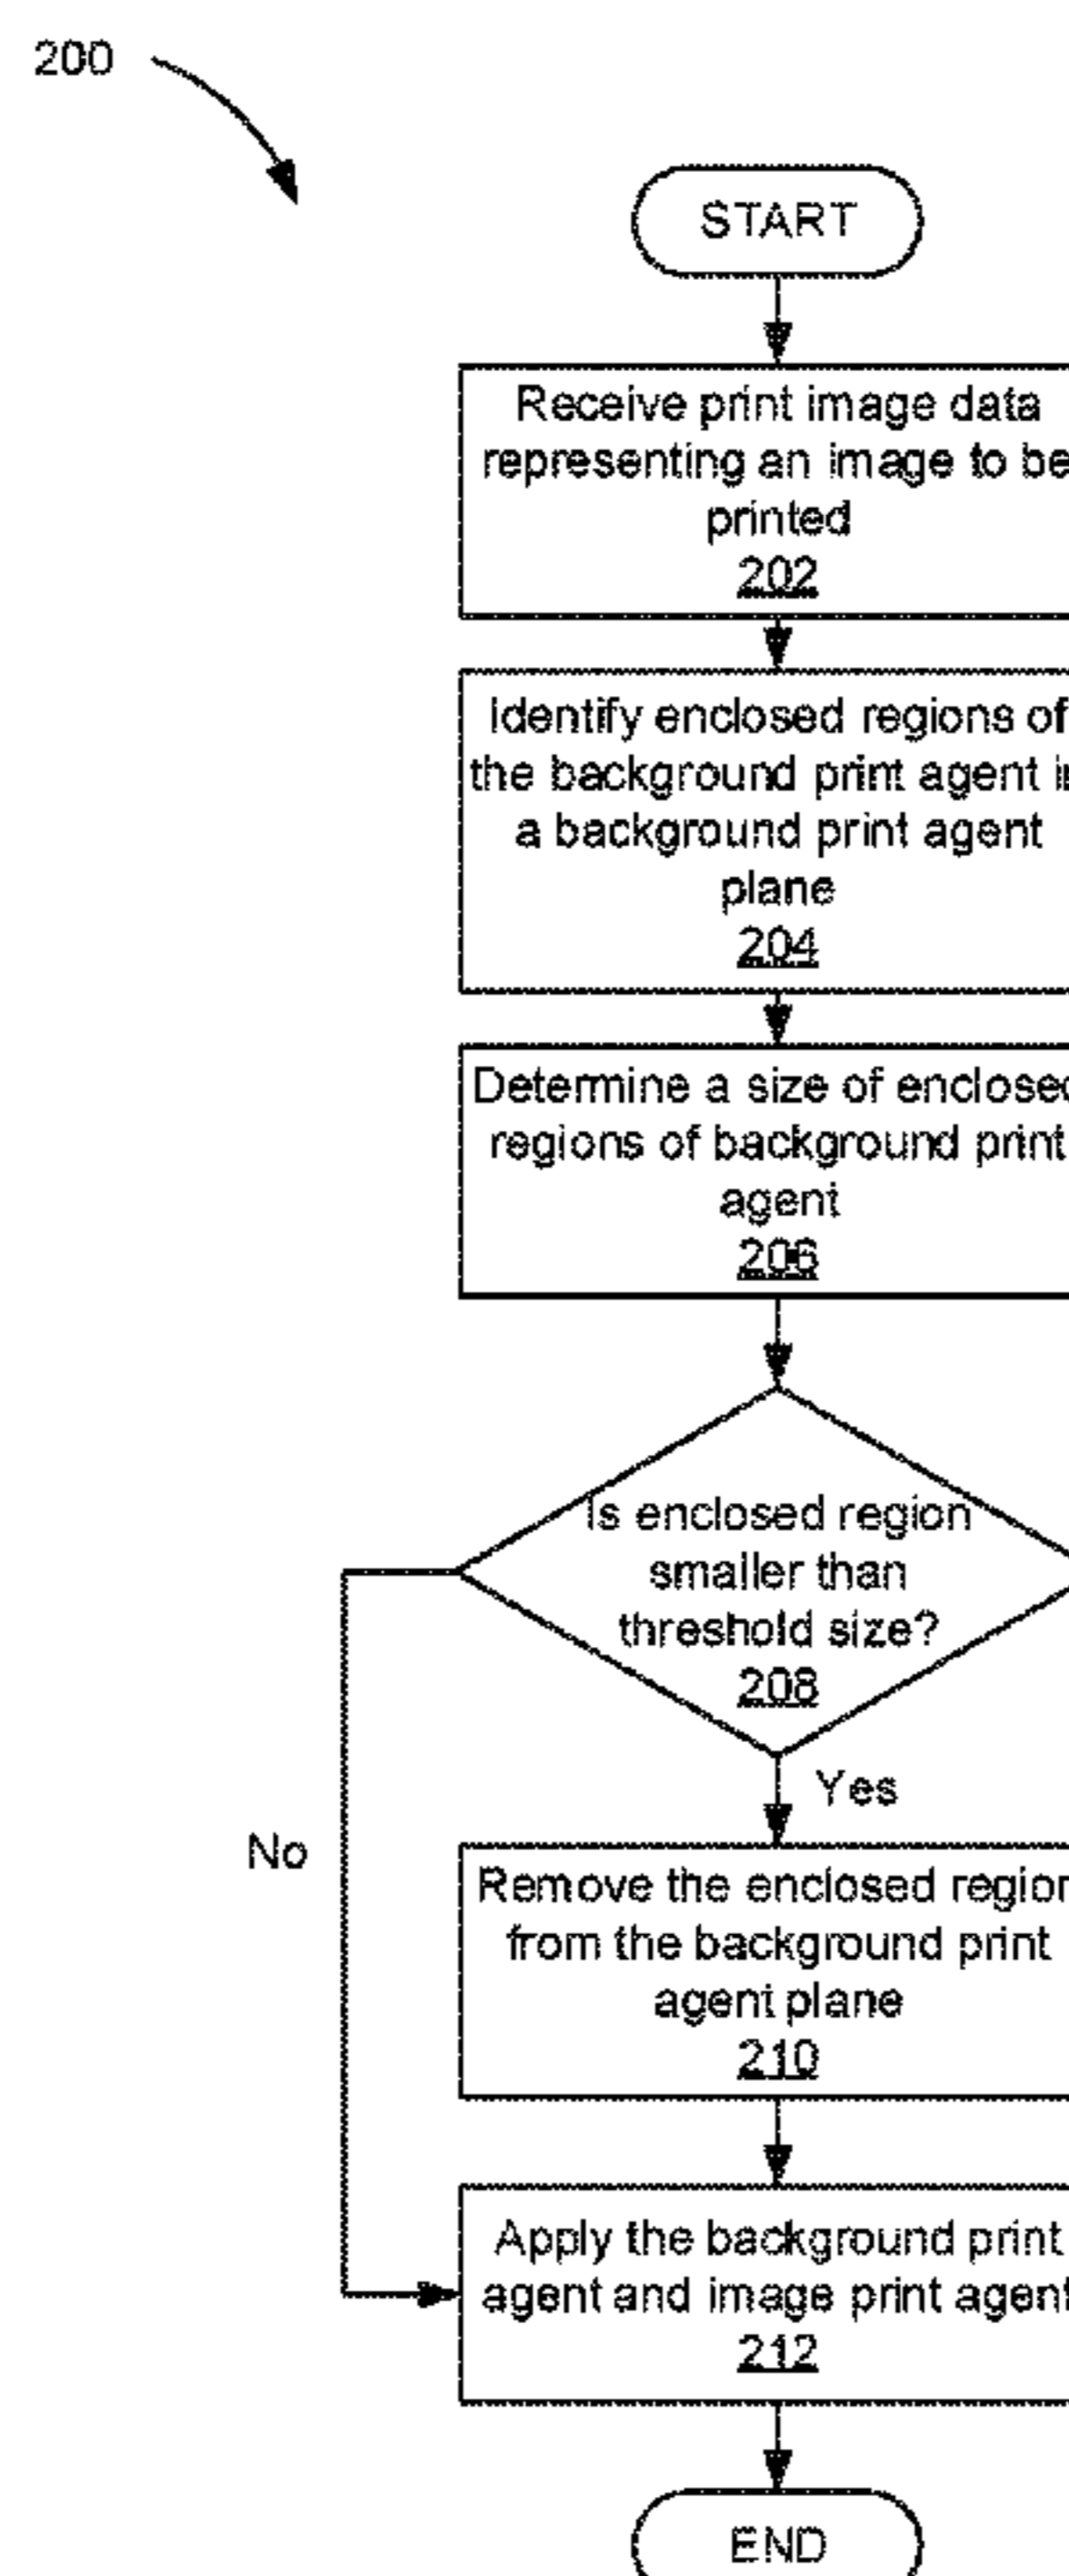 200
START
Receive print image data
representing an image to be
printed
202
Identify enclosed regions of
the background print agent in
a background print agent
plane
204
Determine a size of enclosed
regions of background print
agent
206
Is enclosed region
smaller than
threshold size?
208
Yes
No
Remove the enclosed region
from the background print
agent plane
210
Apply the background print
agent and image print agent
212
END